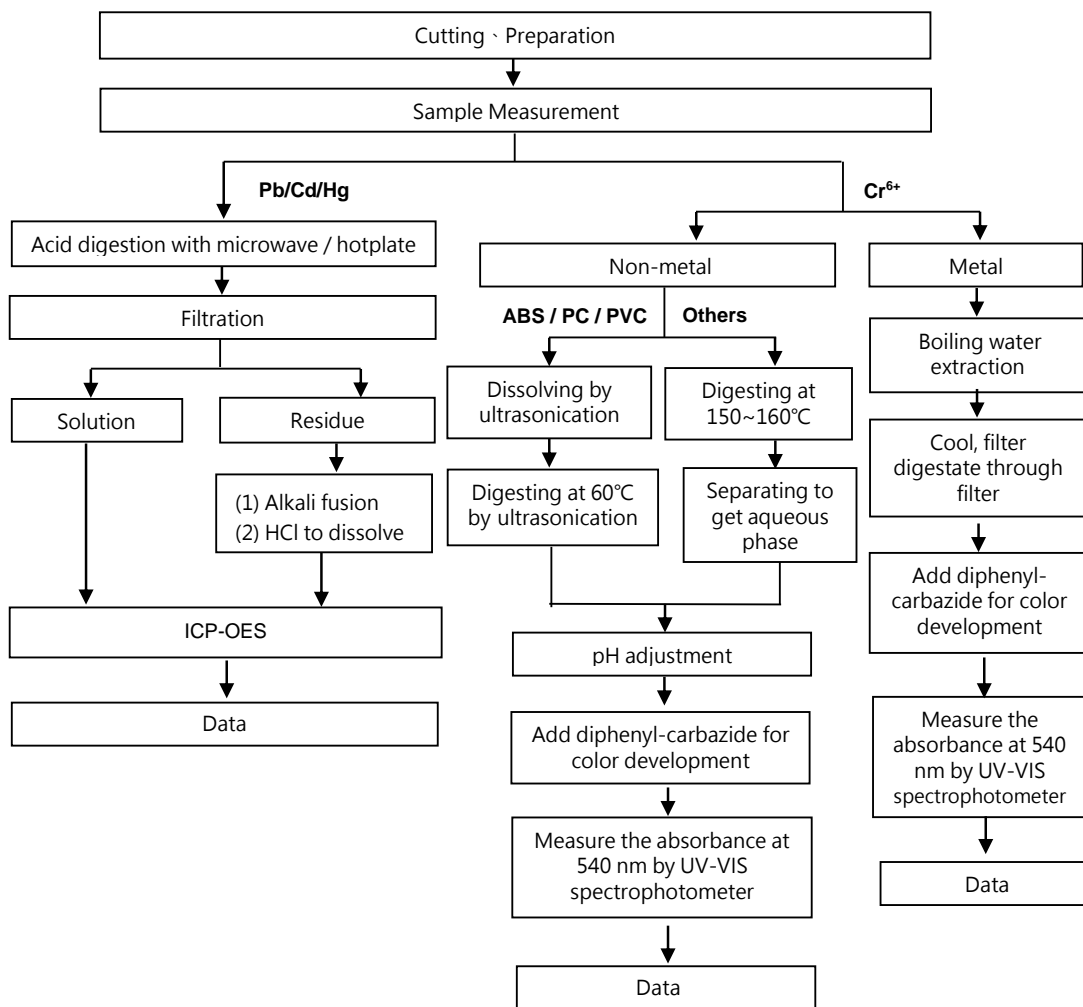 Cutting、Preparation
Sample Measurement
Pb/Cd/Hg
Acid digestion with microwave / hotplate
Filtration
Solution
Residue
(1) Alkali fusion
(2) HCl to dissolve
ICP-OES
Data
Cr⁶⁺
Non-metal
ABS / PC / PVC
Others
Dissolving by
ultrasonication
Digesting at 60℃
by ultrasonication
Digesting at
150~160℃
Separating to
get aqueous
phase
pH adjustment
Add diphenyl-carbazide for
color development
Measure the absorbance at
540 nm by UV-VIS
spectrophotometer
Data
Metal
Boiling water
extraction
Cool, filter
digestate through
filter
Add diphenyl-
carbazide for color
development
Measure the
absorbance at 540
nm by UV-VIS
spectrophotometer
Data